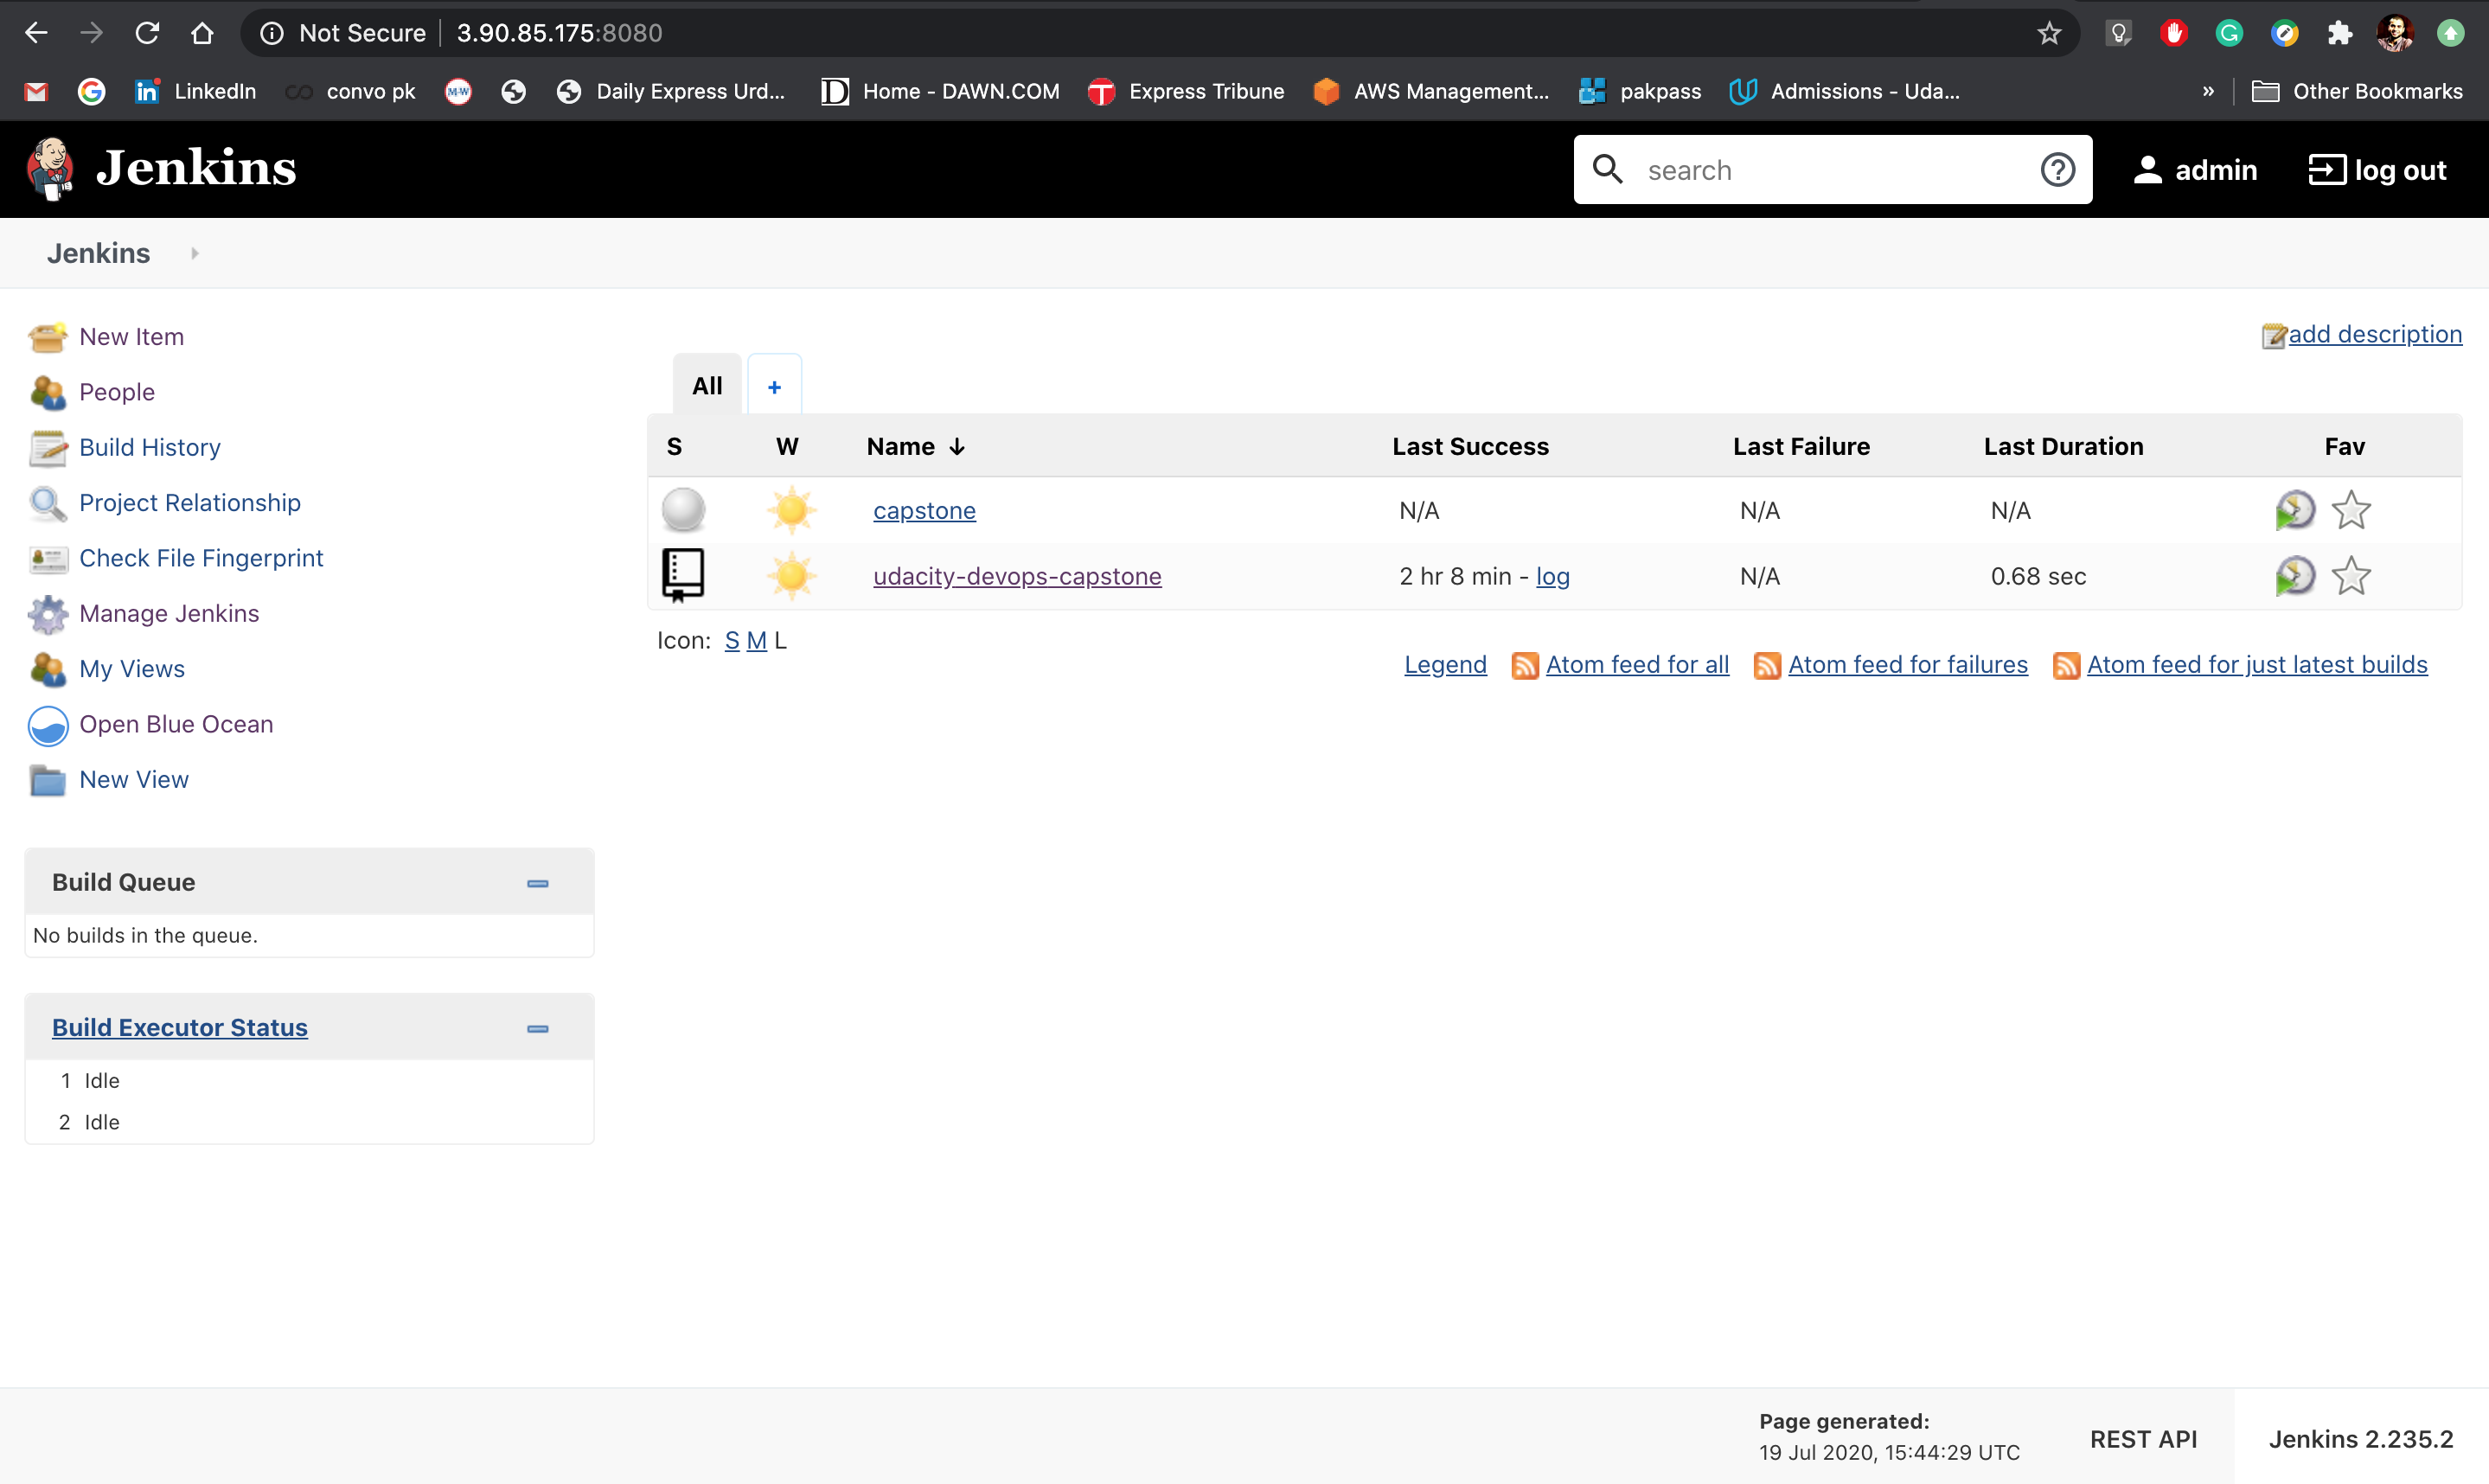 Not Secure 3.90.85.175:8080
LinkedIn convo pk M-W Daily Express Urd... D Home - DAWN.COM T Express Tribune AWS Management... pakpass Admissions - Uda... » Other Bookmarks
Jenkins search admin log out
Jenkins
New Item
People
Build History
Project Relationship
Check File Fingerprint
Manage Jenkins
My Views
Open Blue Ocean
New View
Build Queue
No builds in the queue.
Build Executor Status
1 Idle
2 Idle
add description
All +
S W Name ↓ Last Success Last Failure Last Duration Fav
capstone N/A N/A N/A
udacity-devops-capstone 2 hr 8 min - log N/A 0.68 sec
Icon: S M L
Legend Atom feed for all Atom feed for failures Atom feed for just latest builds
Page generated:
19 Jul 2020, 15:44:29 UTC
REST API Jenkins 2.235.2